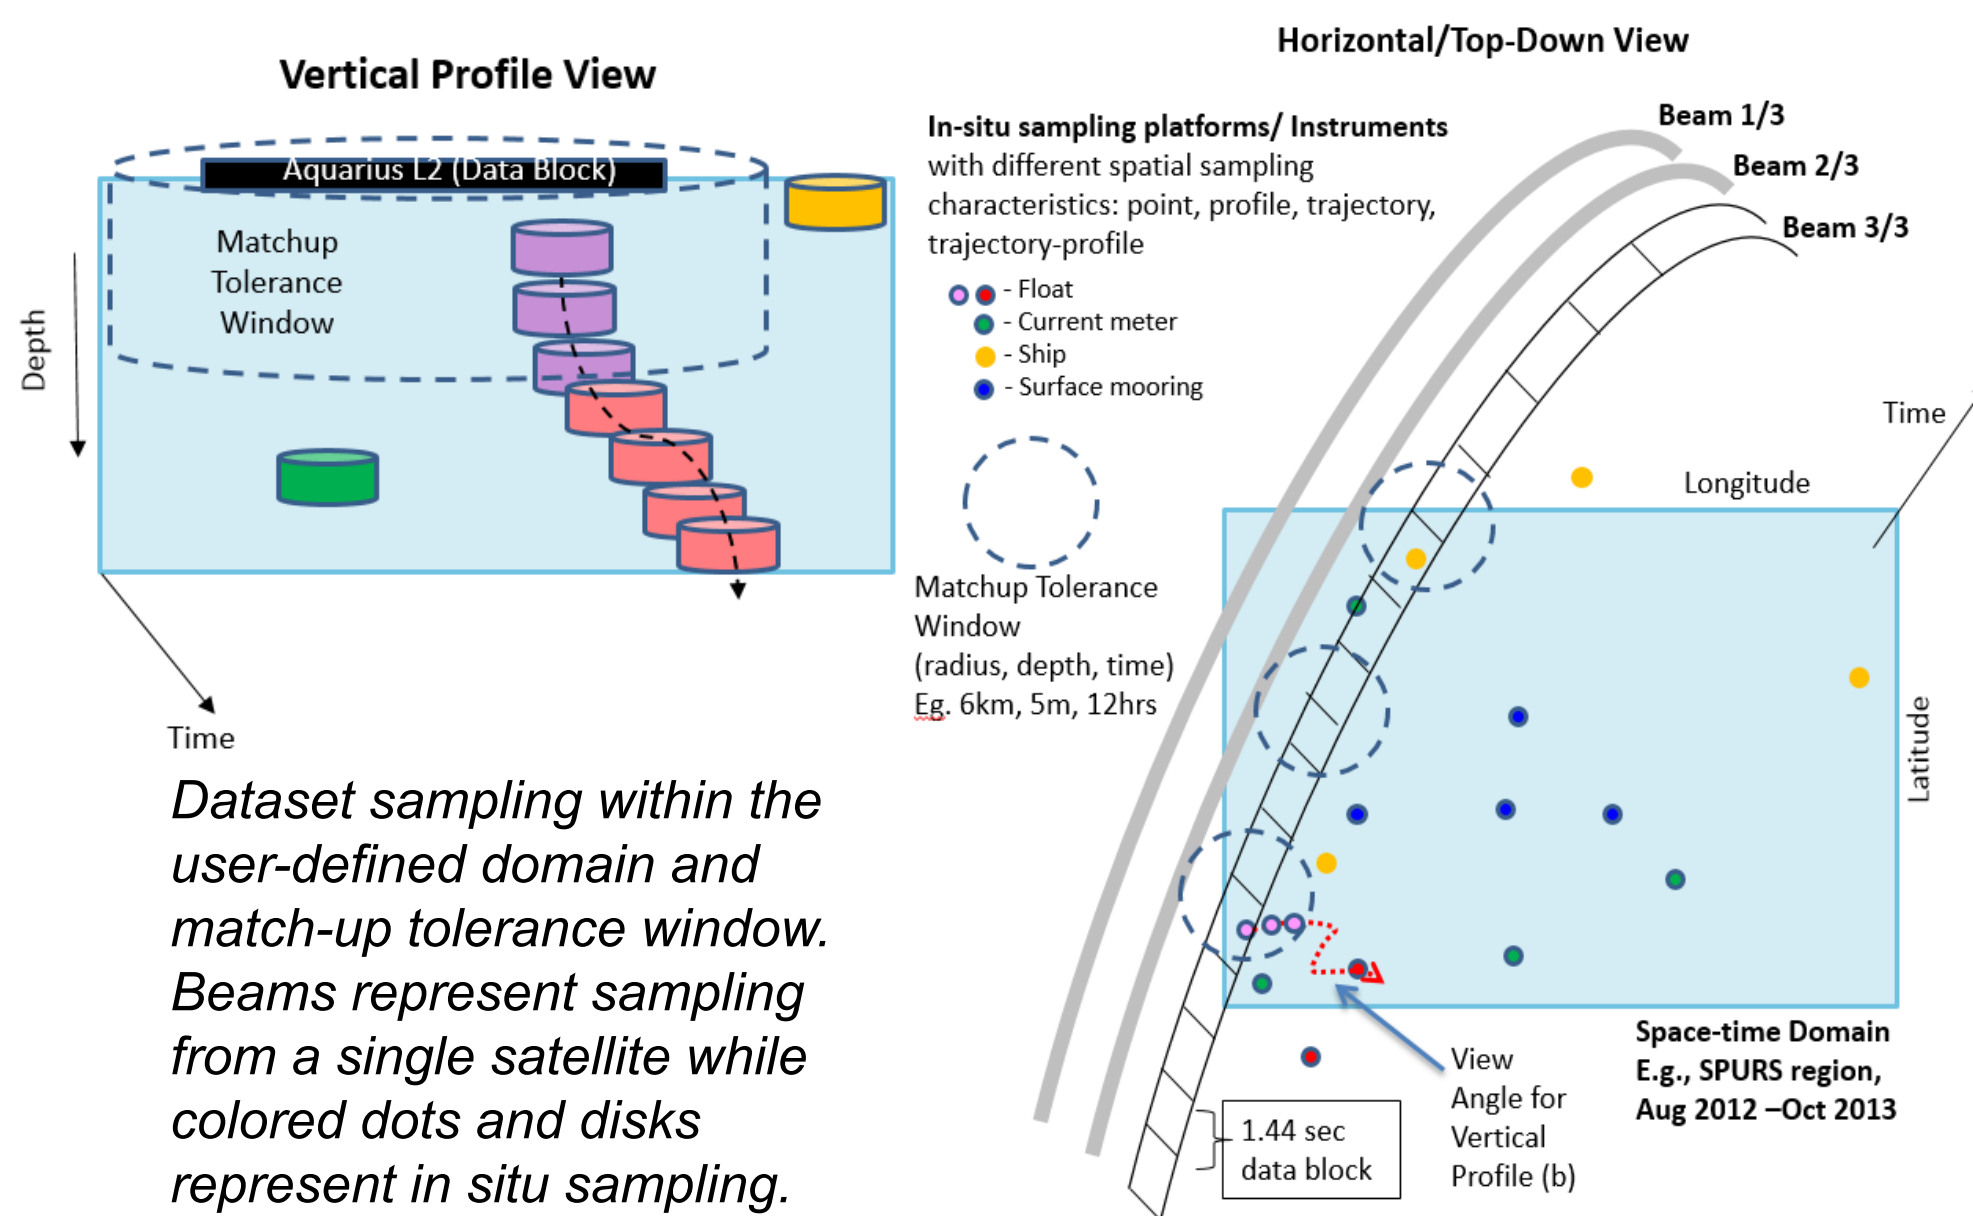 Vertical Profile View
Aquarius L2 (Data Block)
Matchup
Tolerance
Window
Depth
Time
Dataset sampling within the
user-defined domain and
match-up tolerance window.
Beams represent sampling
from a single satellite while
colored dots and disks
represent in situ sampling.
Horizontal/Top-Down View
In-situ sampling platforms/ Instruments
with different spatial sampling
characteristics: point, profile, trajectory,
trajectory-profile
- Float
- Current meter
- Ship
- Surface mooring
Matchup Tolerance
Window
(radius, depth, time)
Eg. 6km, 5m, 12hrs
Beam 1/3
Beam 2/3
Beam 3/3
Time
Longitude
Latitude
Space-time Domain
E.g., SPURS region,
Aug 2012 –Oct 2013
View
Angle for
Vertical
Profile (b)
1.44 sec
data block